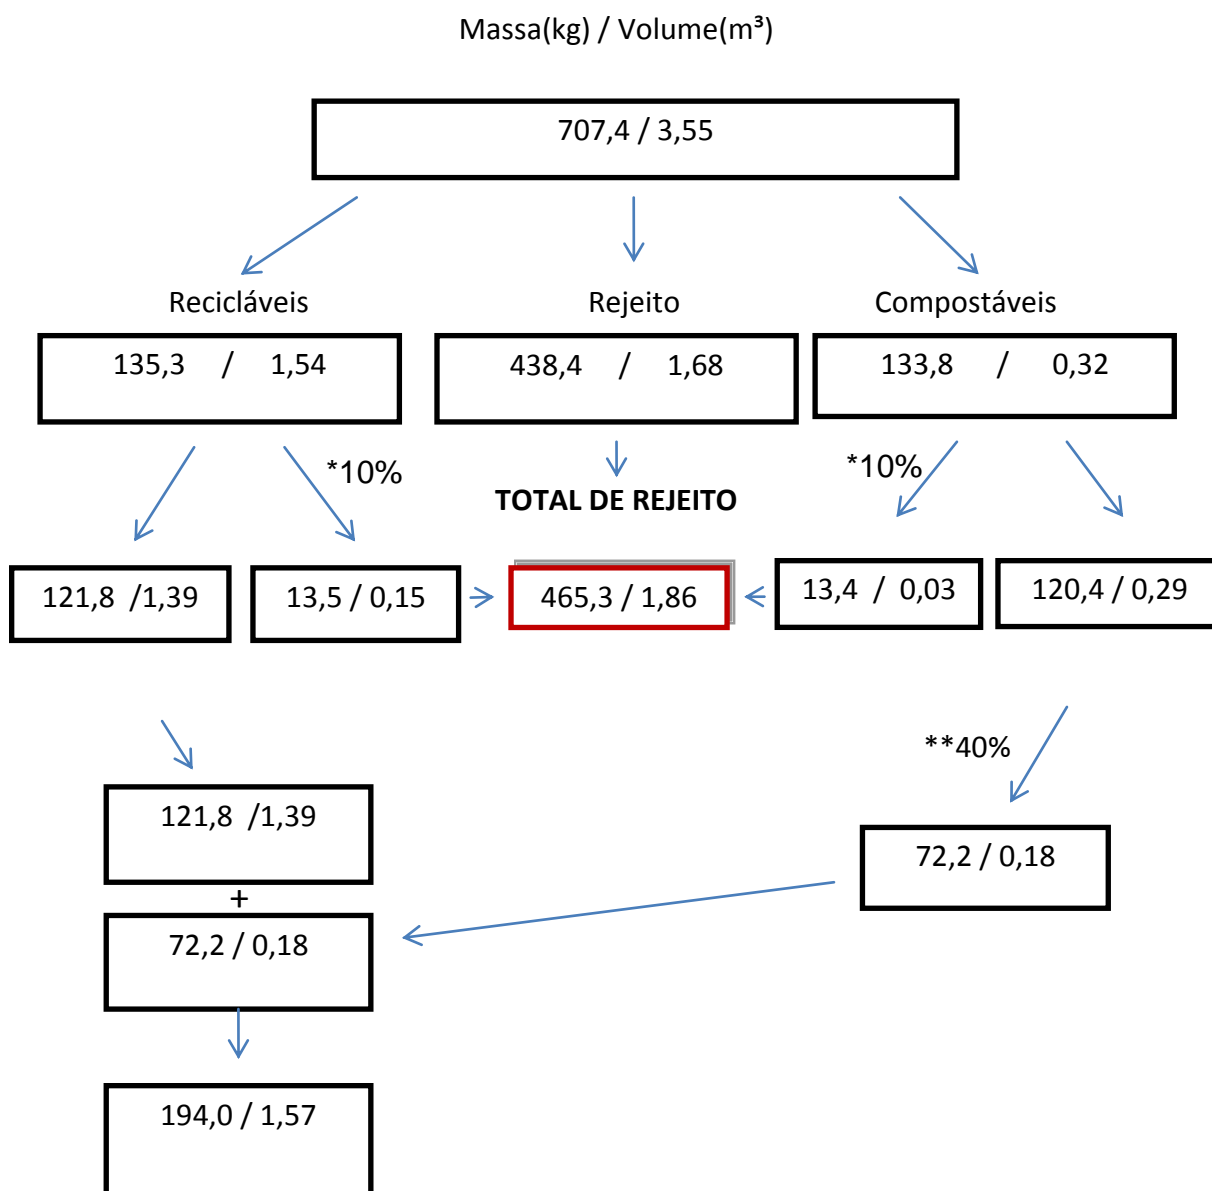 Massa(kg) / Volume(m³)
707,4 / 3,55
Recicláveis
Rejeito
Compostáveis
135,3 / 1,54
438,4 / 1,68
133,8 / 0,32
*10%
*10%
TOTAL DE REJEITO
121,8 /1,39
13,5 / 0,15
465,3 / 1,86
13,4 / 0,03
120,4 / 0,29
**40%
121,8 /1,39
72,2 / 0,18
+
72,2 / 0,18
194,0 / 1,57